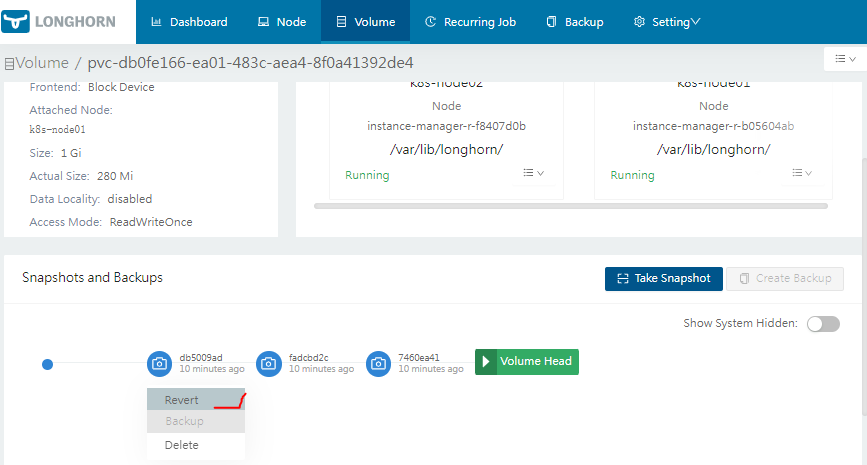 LONGHORN Dashboard Node Volume Recurring Job Backup Setting
Volume / pvc-db0fe166-ea01-483c-aea4-8f0a41392de4
Frontend: Block Device
Attached Node:
k8s-node01
Size: 1 Gi
Actual Size: 280 Mi
Data Locality: disabled
Access Mode: ReadWriteOnce
k8s-node02
Node
instance-manager-r-f8407d0b
/var/lib/longhorn/
Running
k8s-node01
Node
instance-manager-r-b05604ab
/var/lib/longhorn/
Running
Snapshots and Backups
Take Snapshot
Create Backup
Show System Hidden:
db5009ad
10 minutes ago
fadcbd2c
10 minutes ago
7460ea41
10 minutes ago
Volume Head
Revert
Backup
Delete